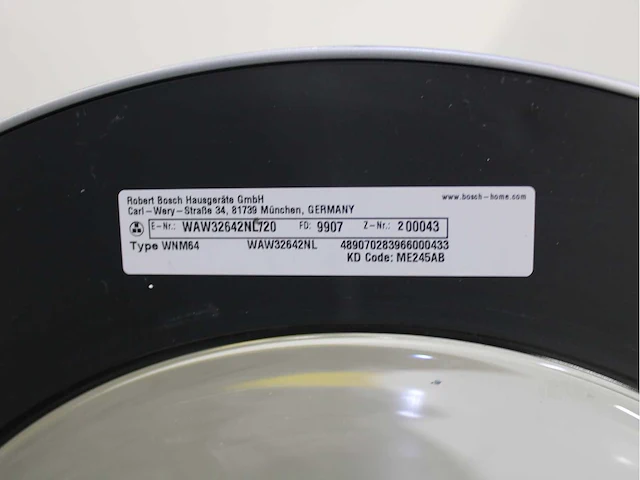 Robert Bosch Hausgeräte GmbH www.bosch-home.com
Carl-Wery-Straße 34, 81739 München, GERMANY
E-Nr.: WAW32642NL/20 FD: 9907 Z-Nr.: 200043
Type WNM64 WAW32642NL 489070283966000433
KD Code: ME245AB